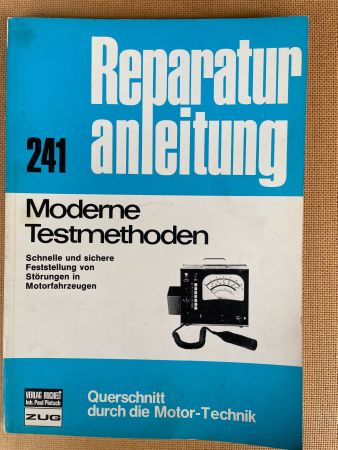 Reparatur
anleitung
241
Moderne
Testmethoden
Schnelle und sichere
Feststellung von
Störungen in
Motorfahrzeugen
VERLAG BUCHELI
Inh. Paul Pietsch
ZUG
Querschnitt
durch die Motor-Technik